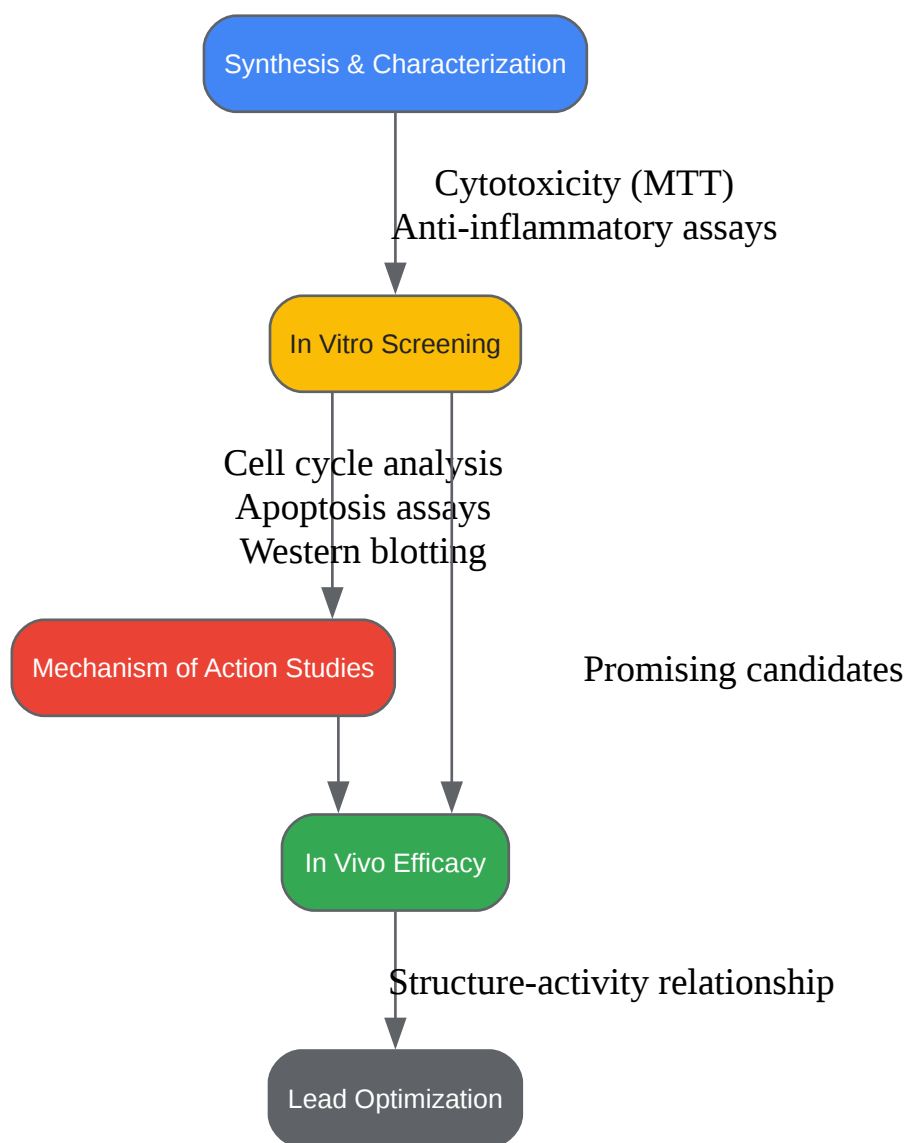 Synthesis & Characterization
Cytotoxicity (MTT)
Anti-inflammatory assays
In Vitro Screening
Cell cycle analysis
Apoptosis assays
Western blotting
Mechanism of Action Studies
Promising candidates
In Vivo Efficacy
Structure-activity relationship
Lead Optimization